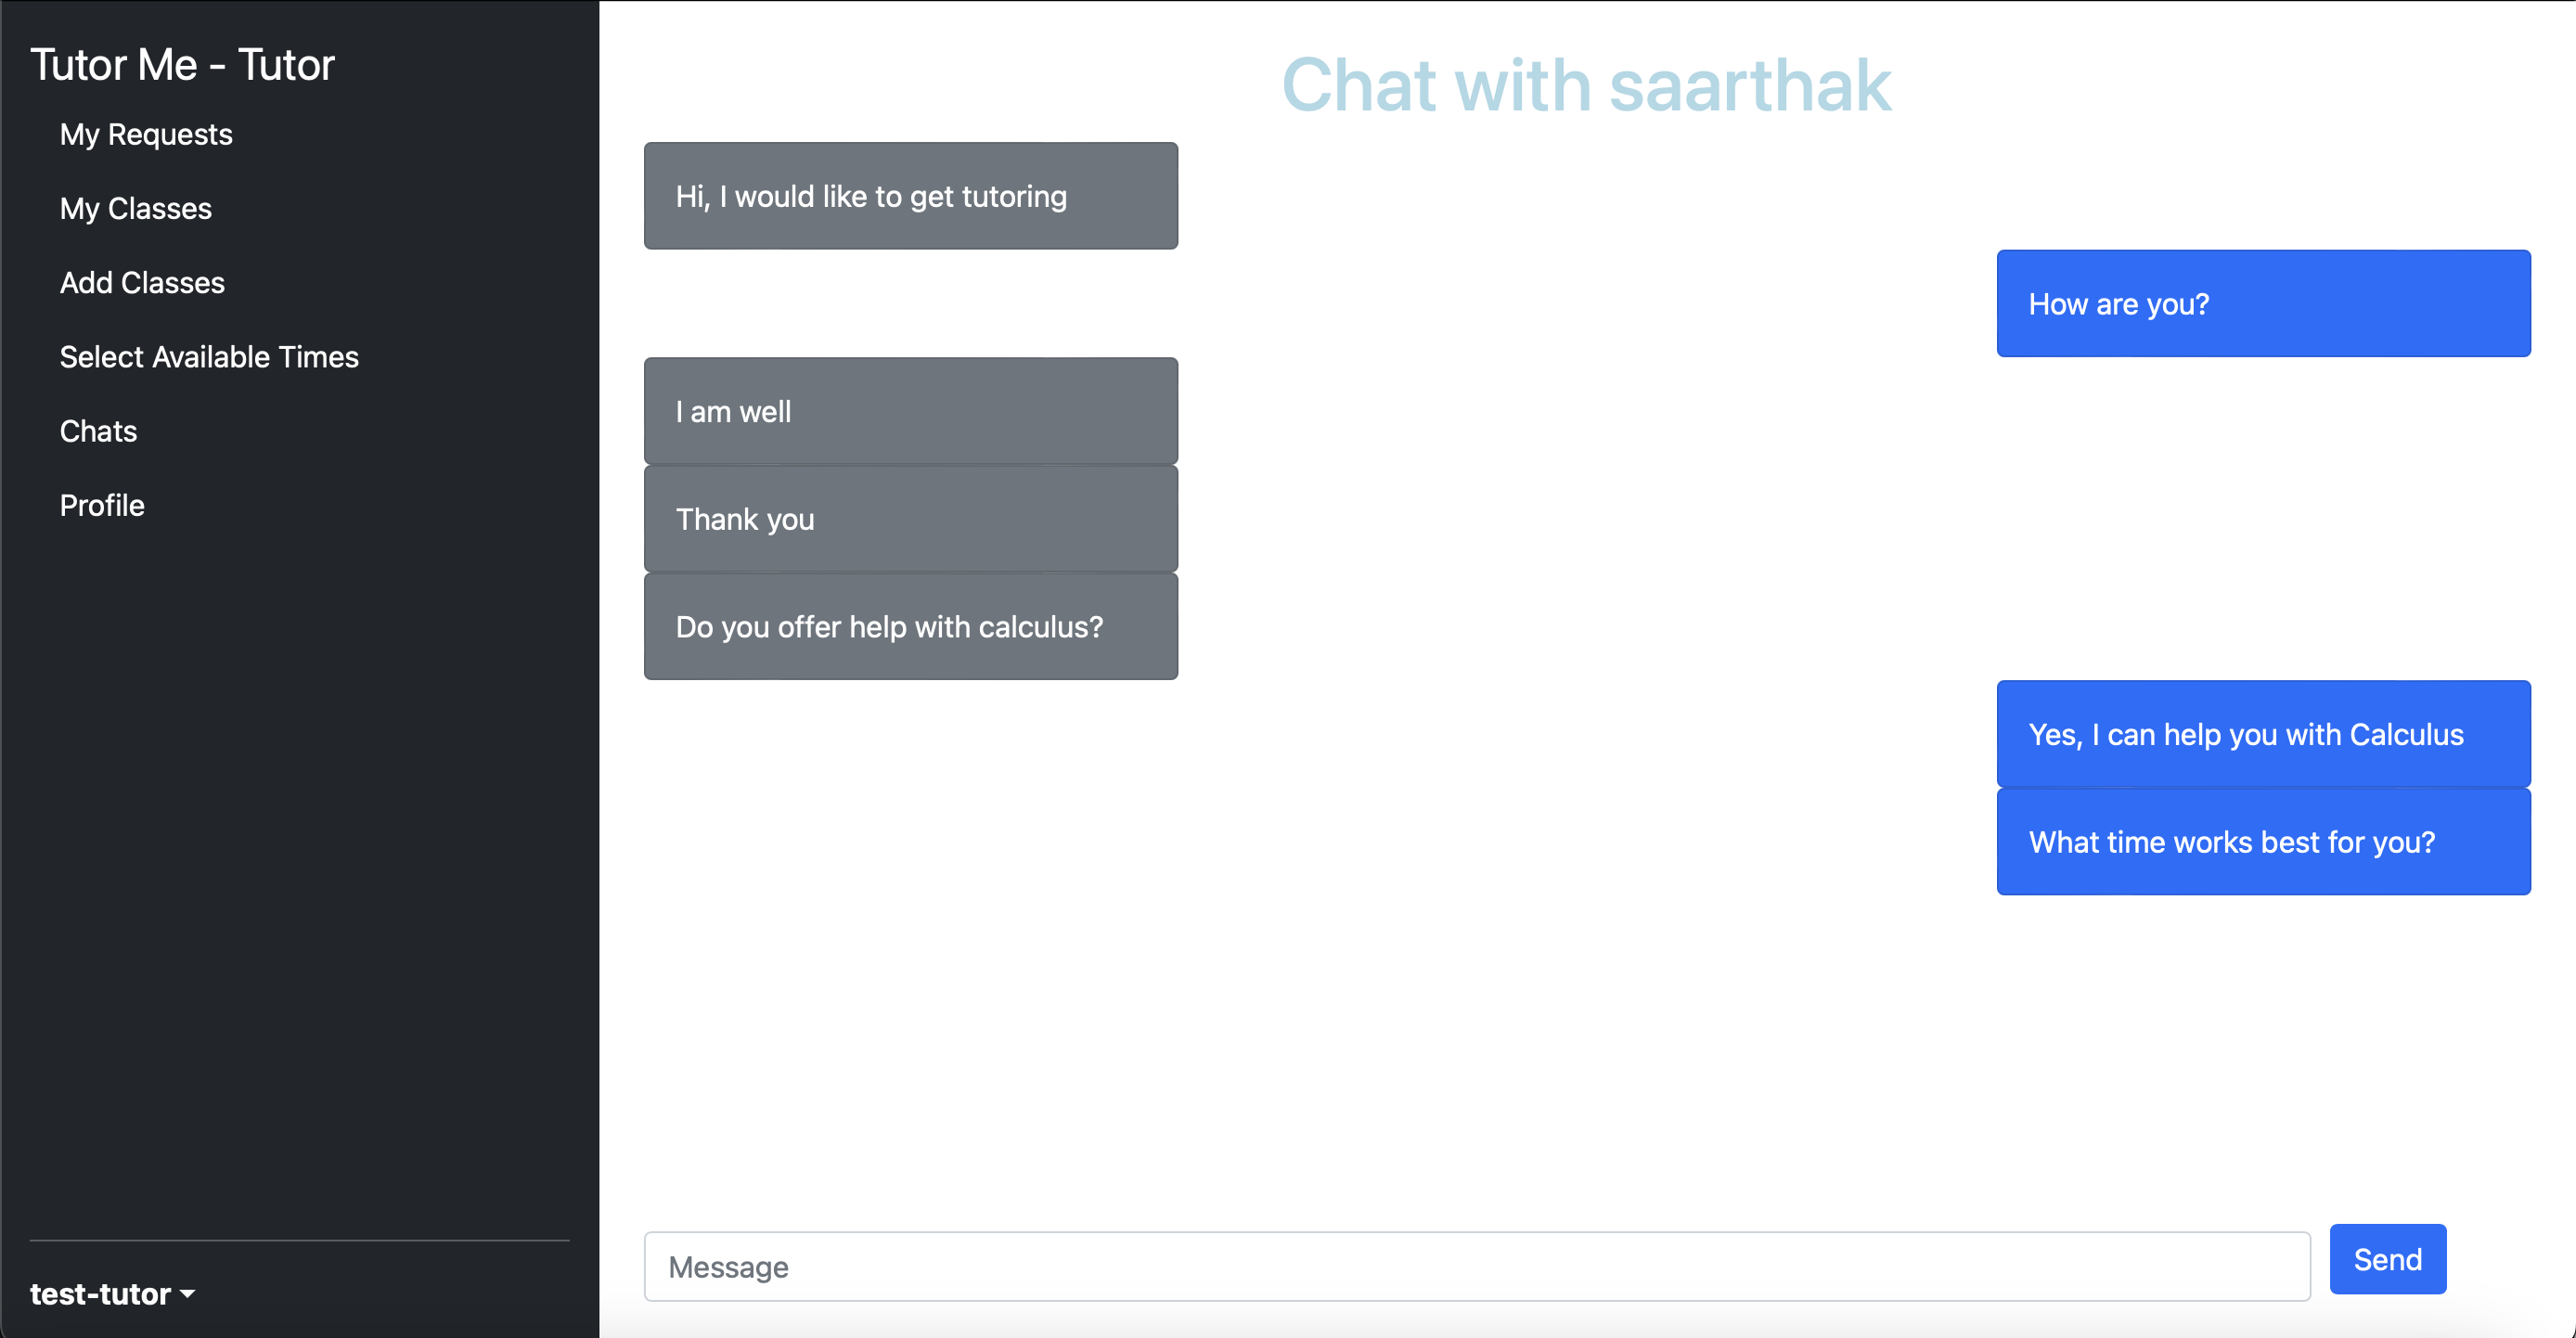 Tutor Me - Tutor
My Requests
My Classes
Add Classes
Select Available Times
Chats
Profile
test-tutor
Chat with saarthak
Hi, I would like to get tutoring
How are you?
I am well
Thank you
Do you offer help with calculus?
Yes, I can help you with Calculus
What time works best for you?
Message
Send